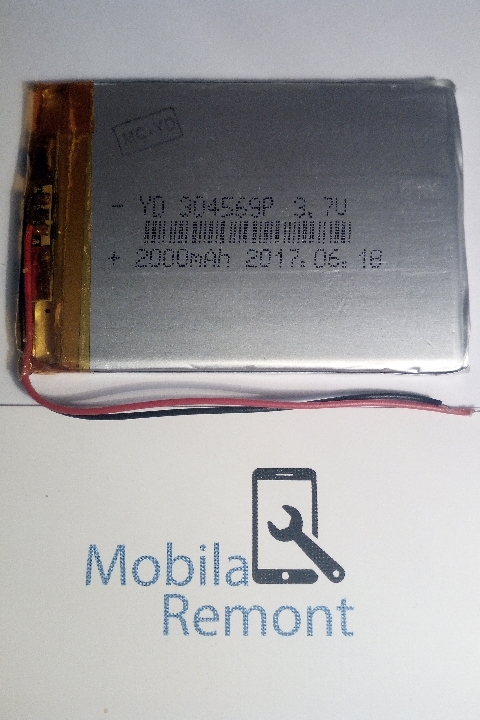 MC-YD
- YD 304569P 3.7V
+ 2000mAh 2017.06.18
Mobila
Remont